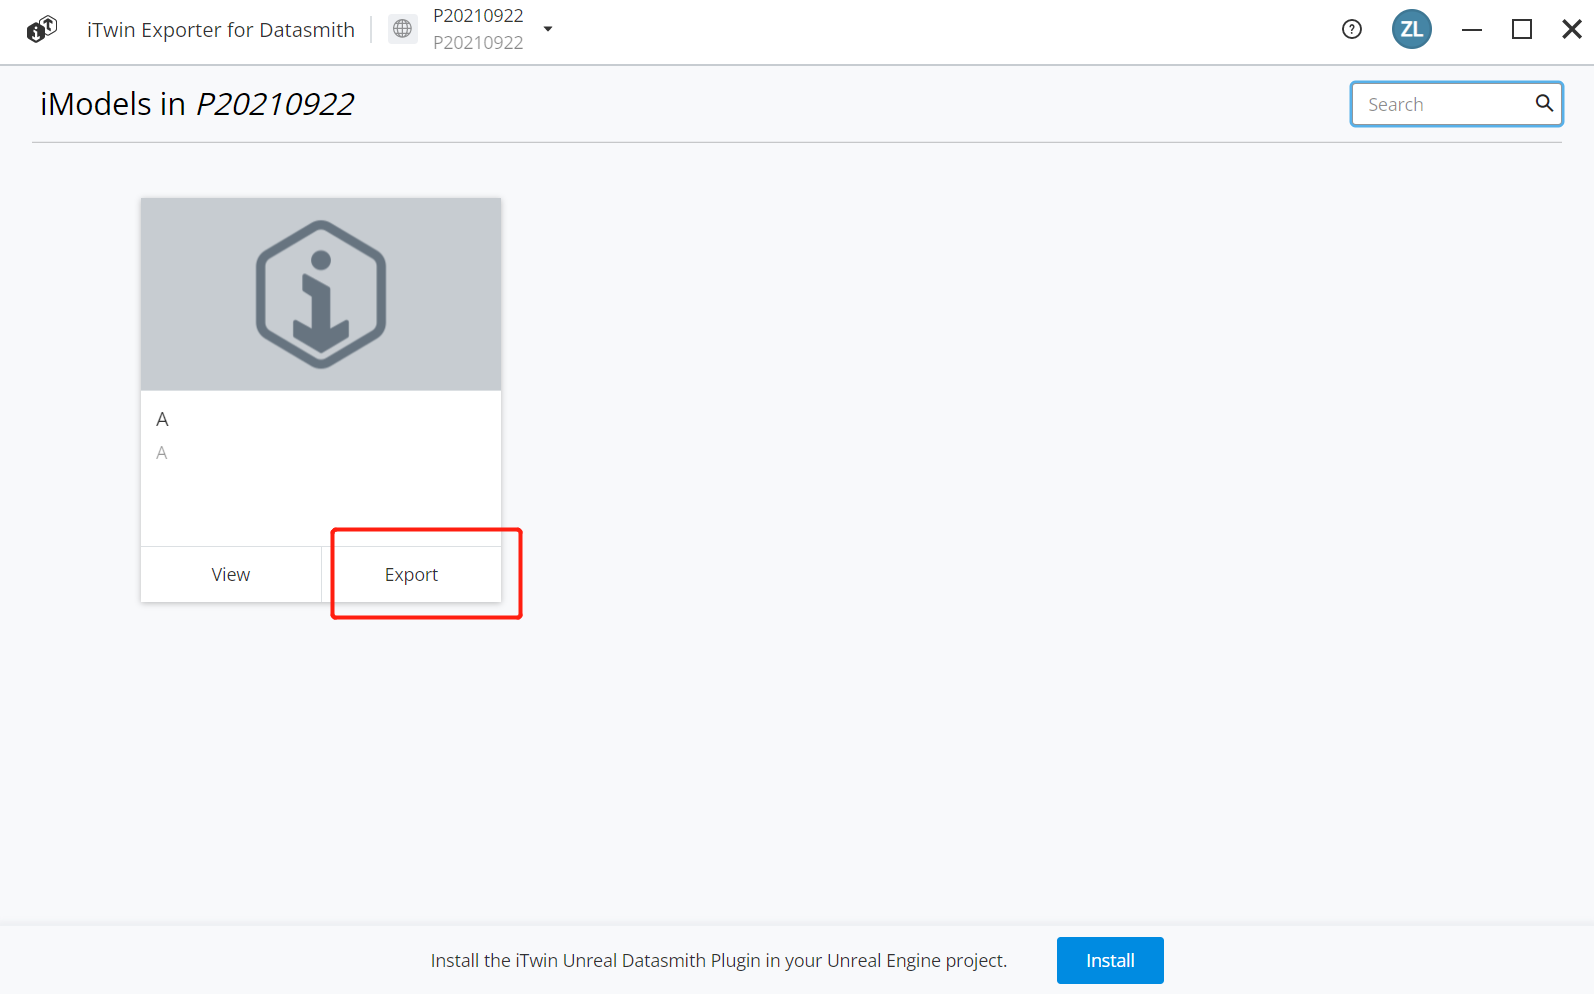 iTwin Exporter for Datasmith
P20210922
P20210922
ZL
iModels in P20210922
Search
A
A
View
Export
Install the iTwin Unreal Datasmith Plugin in your Unreal Engine project.
Install